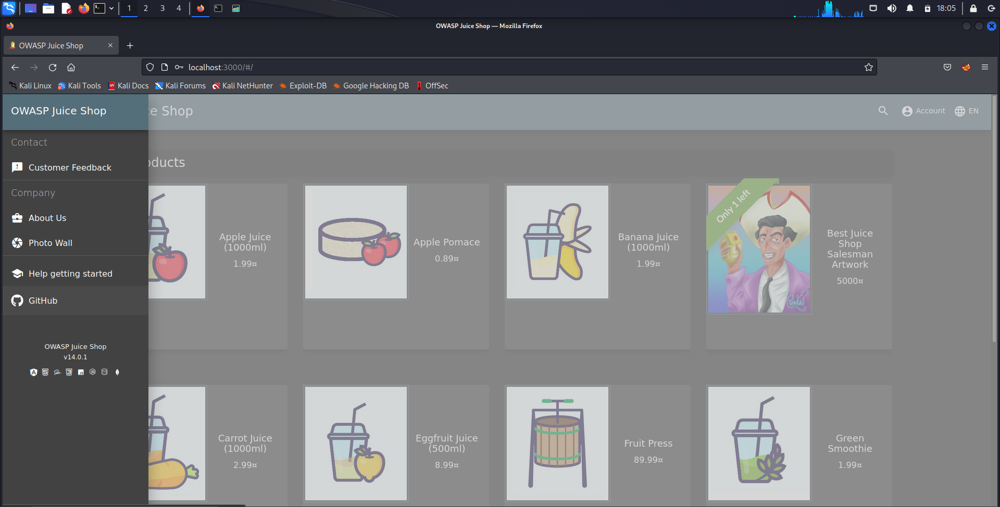 1 2 3 4
18:05
OWASP Juice Shop — Mozilla Firefox
OWASP Juice Shop
localhost:3000/#/
Kali Linux Kali Tools Kali Docs Kali Forums Kali NetHunter Exploit-DB Google Hacking DB OffSec
OWASP Juice Shop
ce Shop
Account
EN
Contact
Customer Feedback
Company
About Us
Photo Wall
Help getting started
GitHub
OWASP Juice Shop
v14.0.1
oducts
Apple Juice
(1000ml)
1.99¤
Apple Pomace
0.89¤
Banana Juice
(1000ml)
1.99¤
Only 1 left
Best Juice
Shop
Salesman
Artwork
5000¤
Carrot Juice
(1000ml)
2.99¤
Eggfruit Juice
(500ml)
8.99¤
Fruit Press
89.99¤
Green
Smoothie
1.99¤